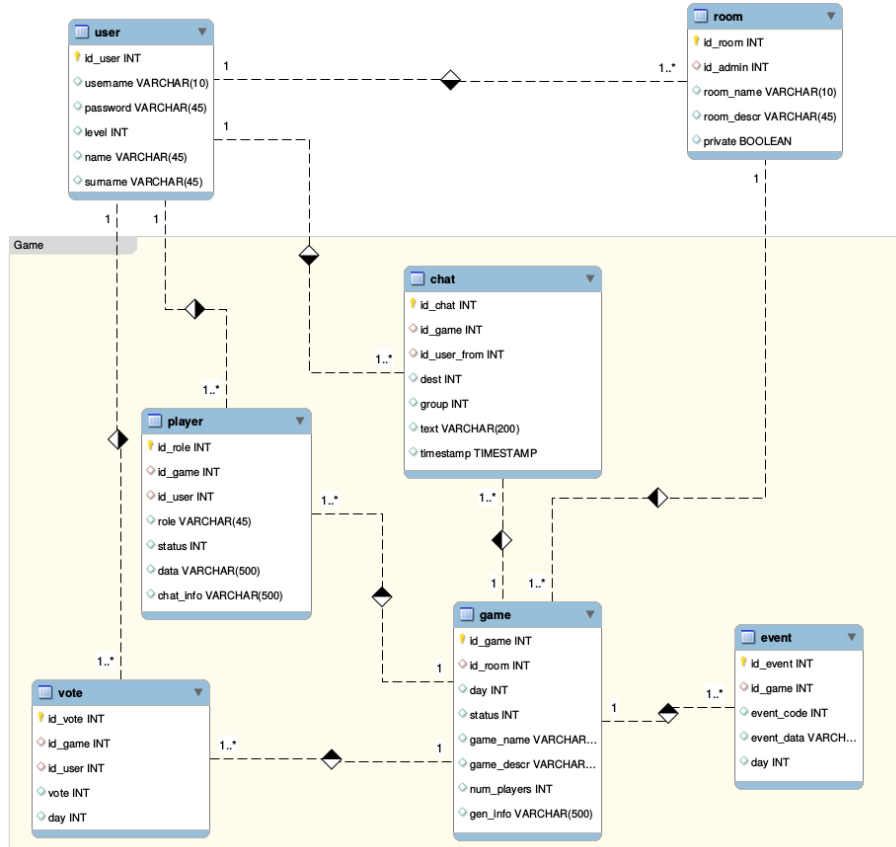 user
id_user INT
username VARCHAR(10)
password VARCHAR(45)
level INT
name VARCHAR(45)
surname VARCHAR(45)
room
id_room INT
id_admin INT
room_name VARCHAR(10)
room_descr VARCHAR(45)
private BOOLEAN
1
1..*
1
1
1
1
Game
chat
id_chat INT
id_game INT
id_user_from INT
dest INT
group INT
text VARCHAR(200)
timestamp TIMESTAMP
1..*
1..*
player
id_role INT
id_game INT
id_user INT
role VARCHAR(45)
status INT
data VARCHAR(500)
chat_info VARCHAR(500)
1..*
1..*
1
1..*
game
id_game INT
id_room INT
day INT
status INT
game_name VARCHAR...
game_descr VARCHAR...
num_players INT
gen_info VARCHAR(500)
1
1
1..*
event
id_event INT
id_game INT
event_code INT
event_data VARCH...
day INT
1..*
vote
id_vote INT
id_game INT
id_user INT
vote INT
day INT
1..*
1